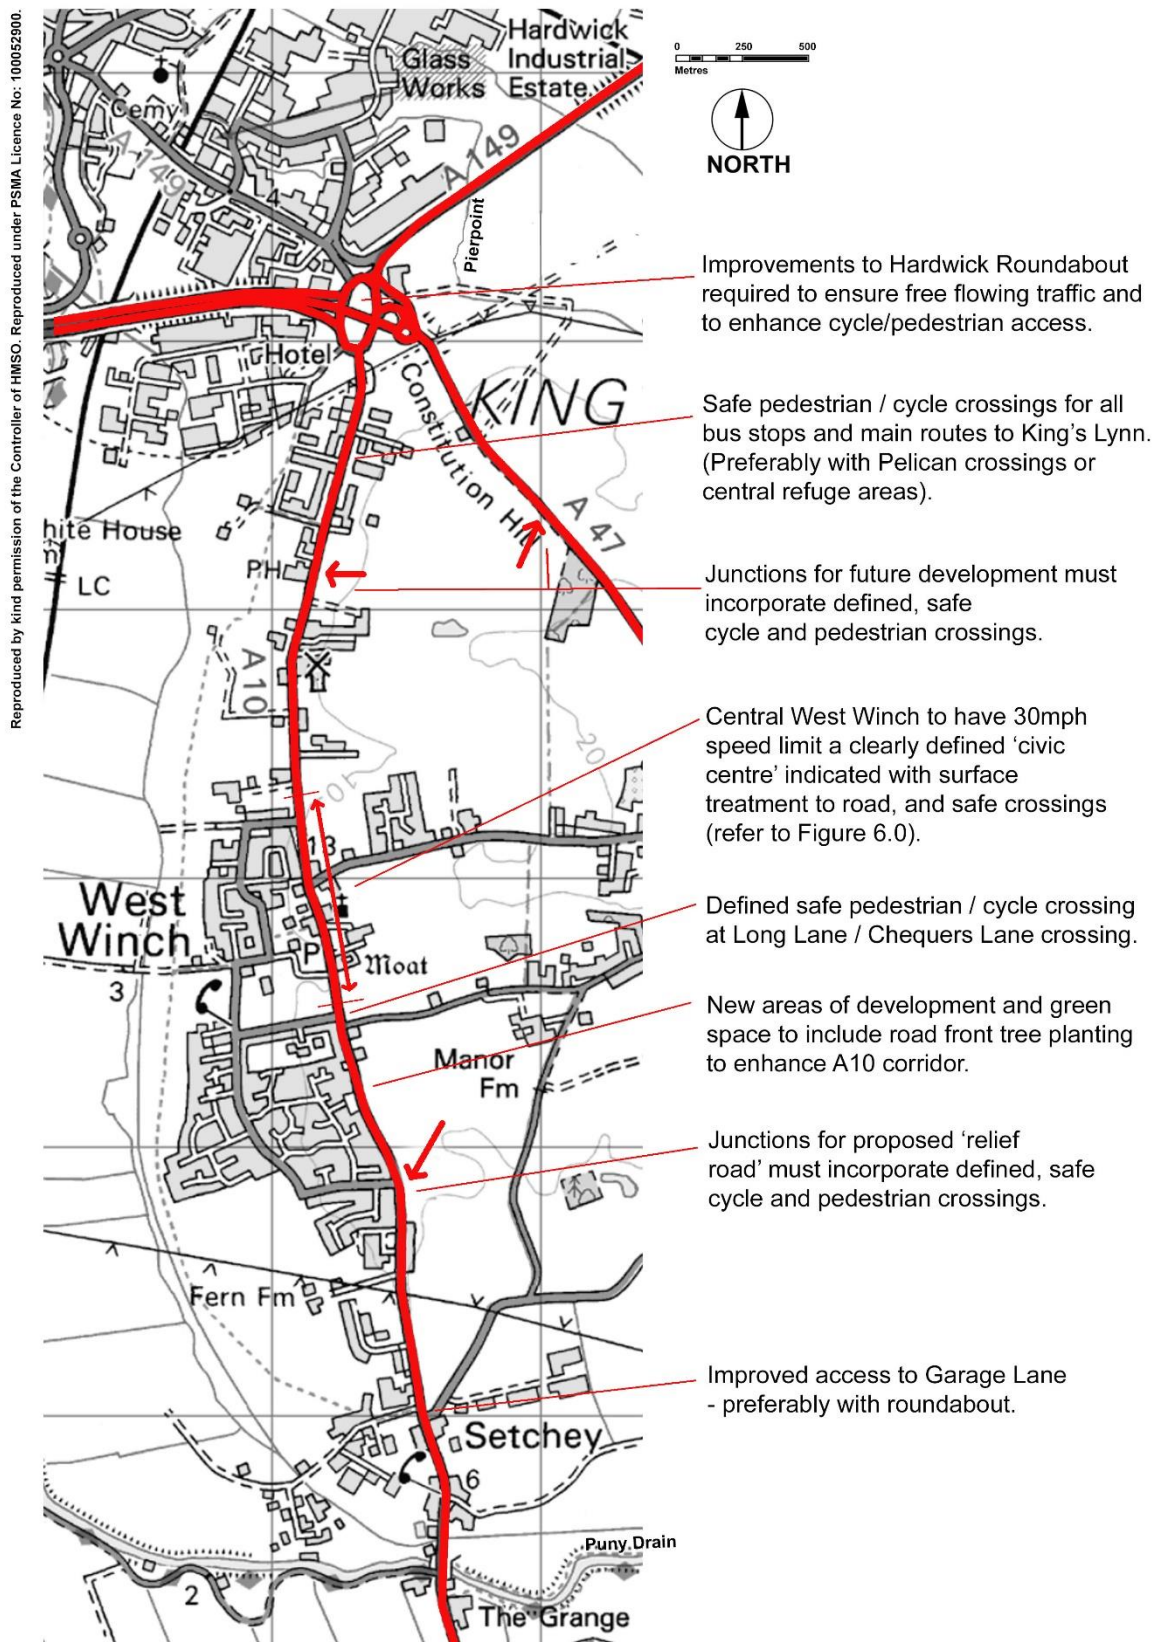 Reproduced by kind permission of the Controller of HMSO. Reproduced under PSMA Licence No: 100052900.
Hardwick
Industrial
Estate
Glass
Works
Cemy
A 149
A 149
4
Pierpoint
Hotel
KING
Constitution Hill
A 47
hite House
m
LC
PH
A 10
20
10
13
West
Winch
P
Moat
3
Manor
Fm
Fern Fm
Setchey
6
Puny Drain
2
The Grange
0 250 500
Metres
NORTH
Improvements to Hardwick Roundabout
required to ensure free flowing traffic and
to enhance cycle/pedestrian access.
Safe pedestrian / cycle crossings for all
bus stops and main routes to King’s Lynn.
(Preferably with Pelican crossings or
central refuge areas).
Junctions for future development must
incorporate defined, safe
cycle and pedestrian crossings.
Central West Winch to have 30mph
speed limit a clearly defined ‘civic
centre’ indicated with surface
treatment to road, and safe crossings
(refer to Figure 6.0).
Defined safe pedestrian / cycle crossing
at Long Lane / Chequers Lane crossing.
New areas of development and green
space to include road front tree planting
to enhance A10 corridor.
Junctions for proposed ‘relief
road’ must incorporate defined, safe
cycle and pedestrian crossings.
Improved access to Garage Lane
- preferably with roundabout.